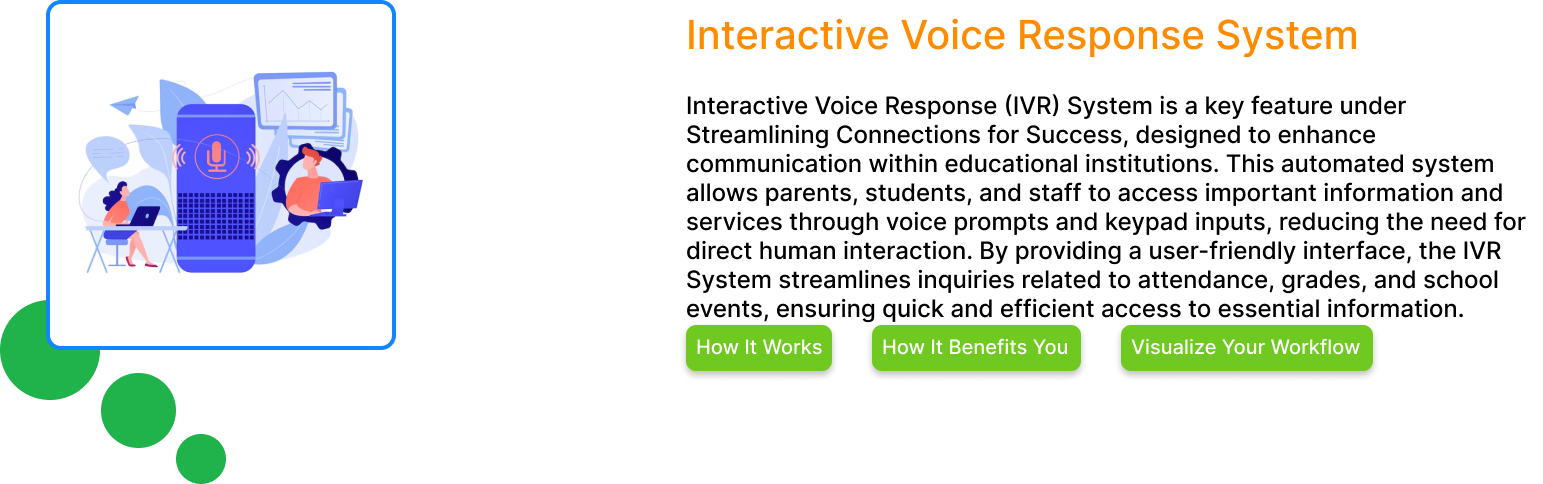 Interactive Voice Response System
Interactive Voice Response (IVR) System is a key feature under
Streamlining Connections for Success, designed to enhance
communication within educational institutions. This automated system
allows parents, students, and staff to access important information and
services through voice prompts and keypad inputs, reducing the need for
direct human interaction. By providing a user-friendly interface, the IVR
System streamlines inquiries related to attendance, grades, and school
events, ensuring quick and efficient access to essential information.
How It Works
How It Benefits You
Visualize Your Workflow